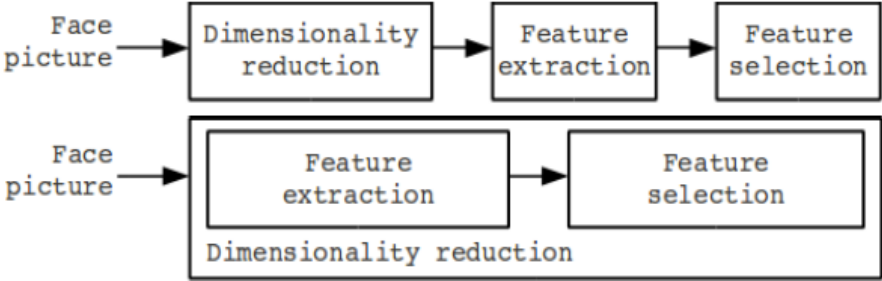 Face
picture
Dimensionality
reduction
Feature
extraction
Feature
selection
Face
picture
Feature
extraction
Feature
selection
Dimensionality reduction